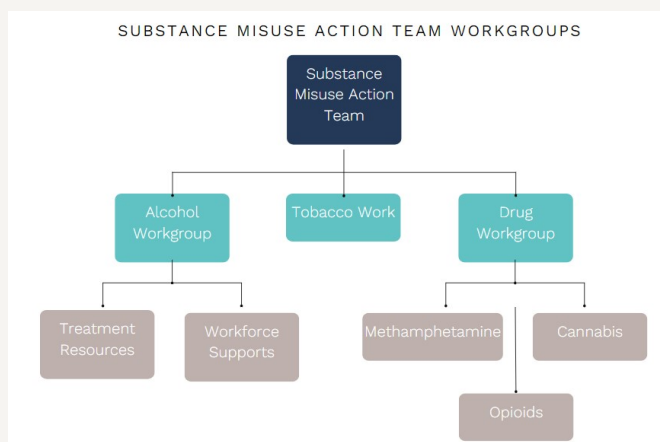 SUBSTANCE MISUSE ACTION TEAM WORKGROUPS
Substance
Misuse Action
Team
Alcohol
Workgroup
Tobacco Work
Drug
Workgroup
Treatment
Resources
Workforce
Supports
Methamphetamine
Cannabis
Opioids